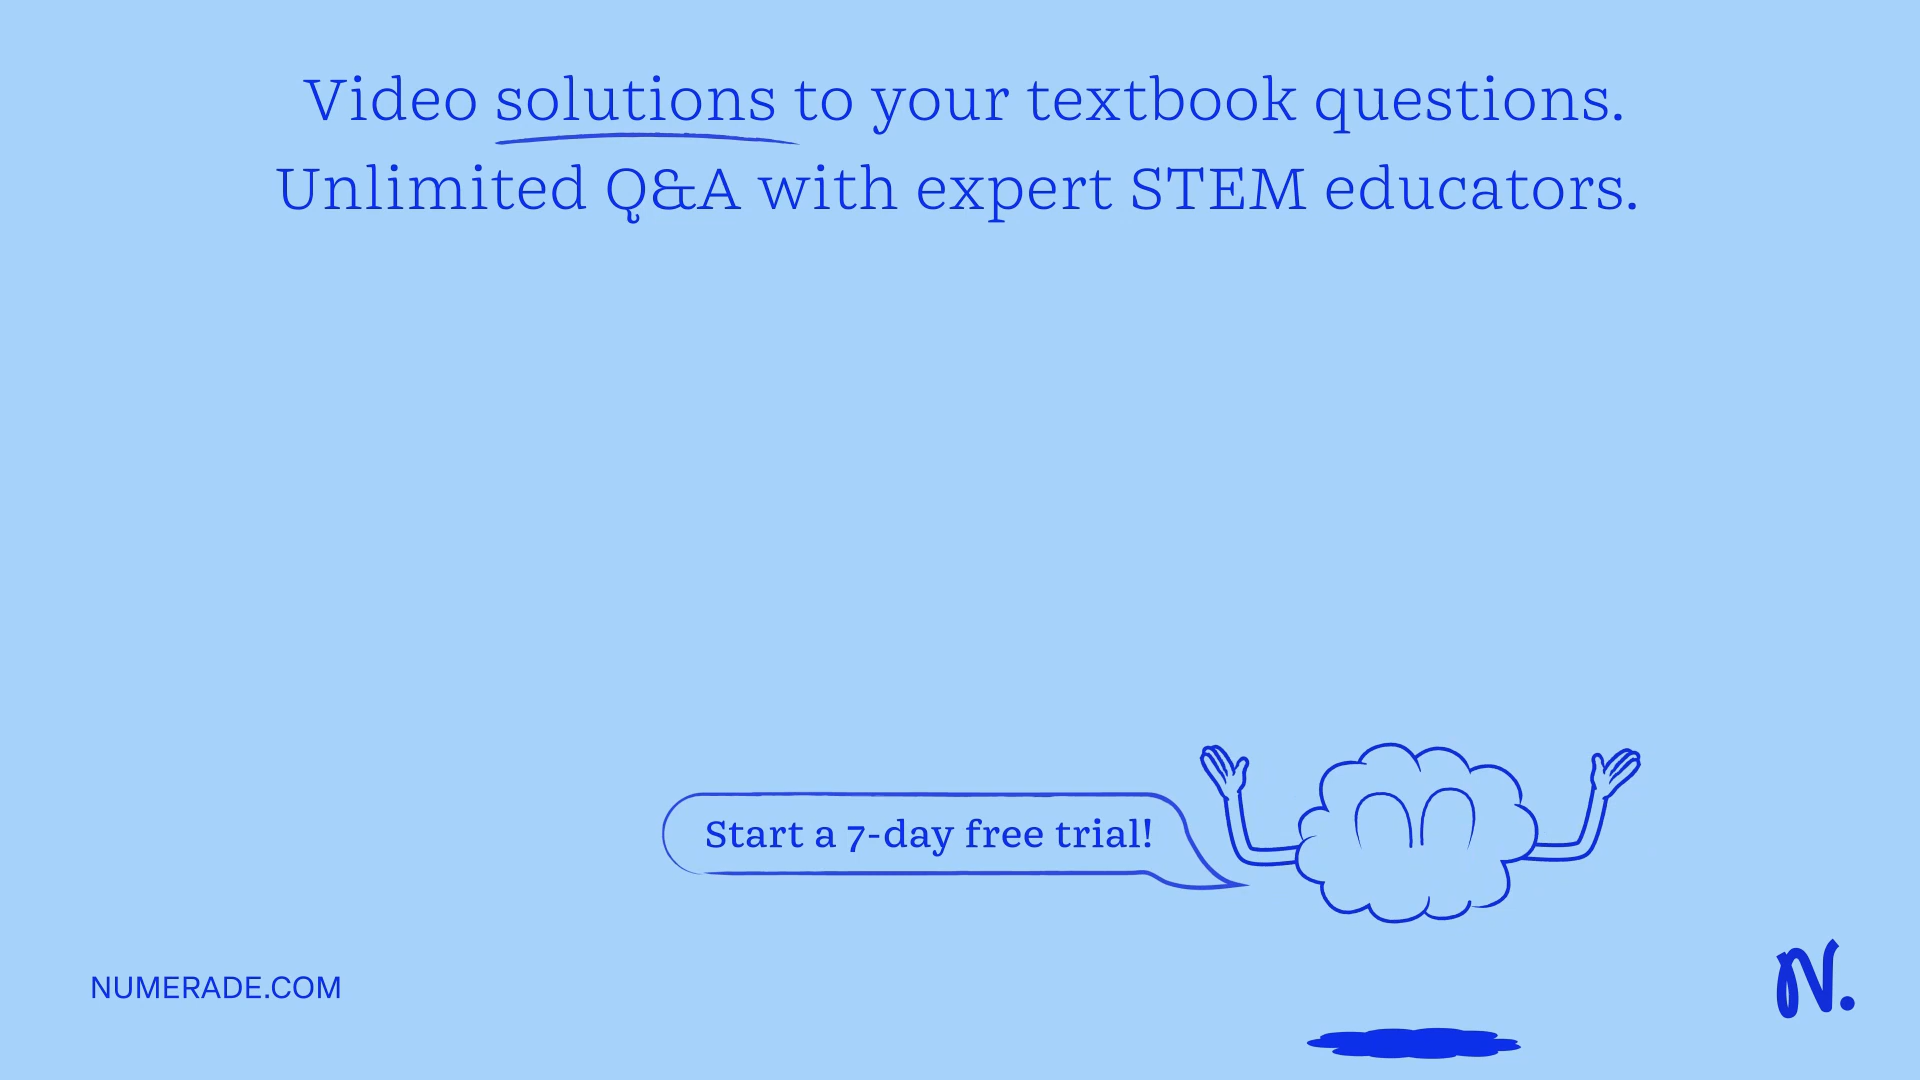 Video solutions to your textbook questions.
Unlimited Q&A with expert STEM educators.
Start a 7-day free trial!
NUMERADE.COM
N.